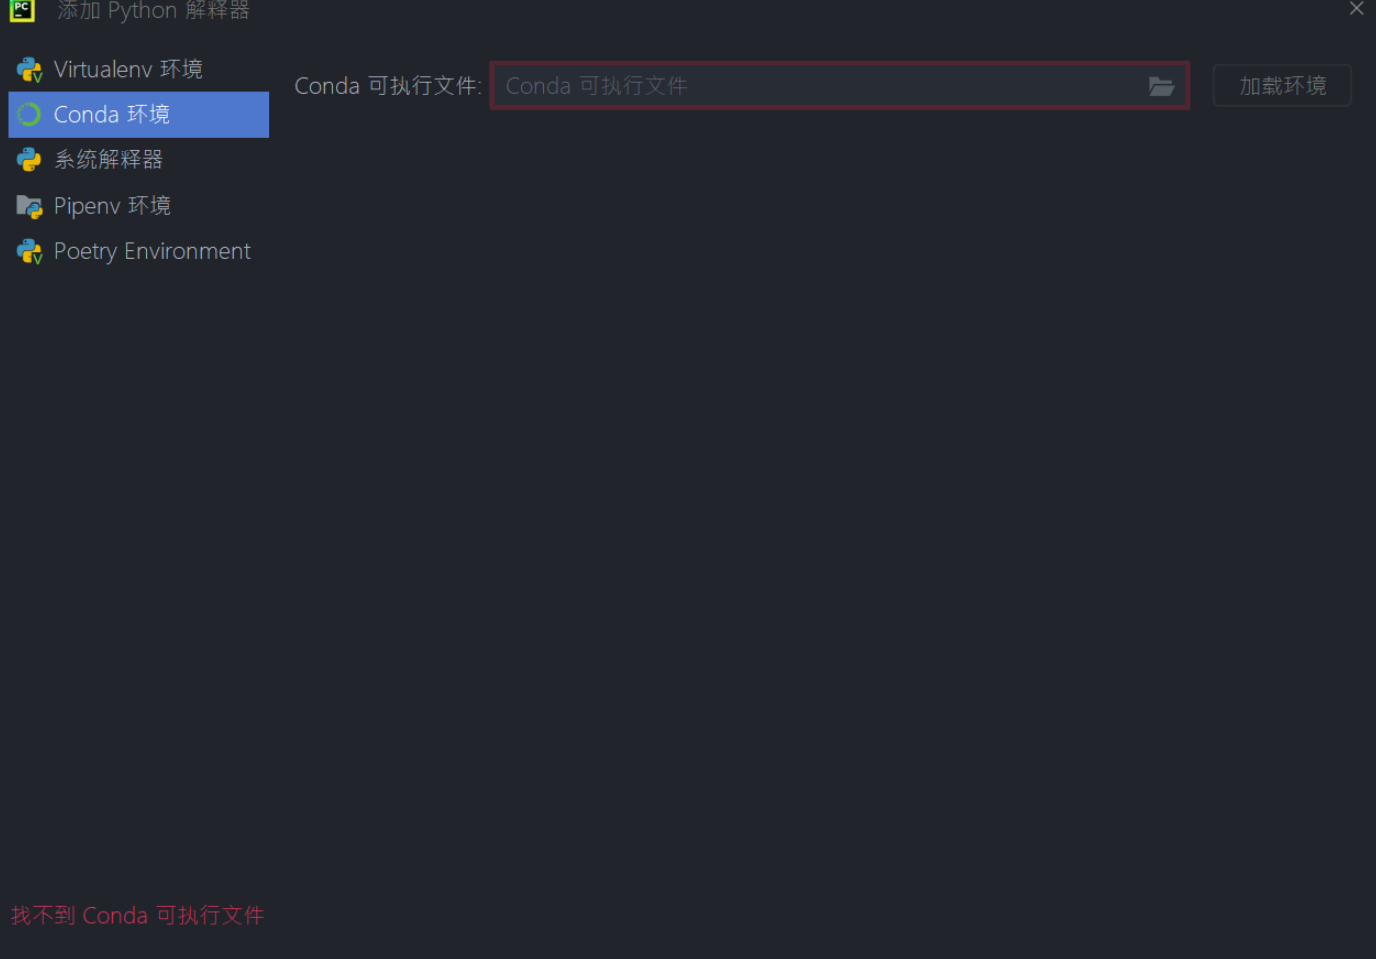 PC
添加 Python 解释器
Virtualenv 环境
Conda 环境
系统解释器
Pipenv 环境
Poetry Environment
Conda 可执行文件:
Conda 可执行文件
加载环境
找不到 Conda 可执行文件